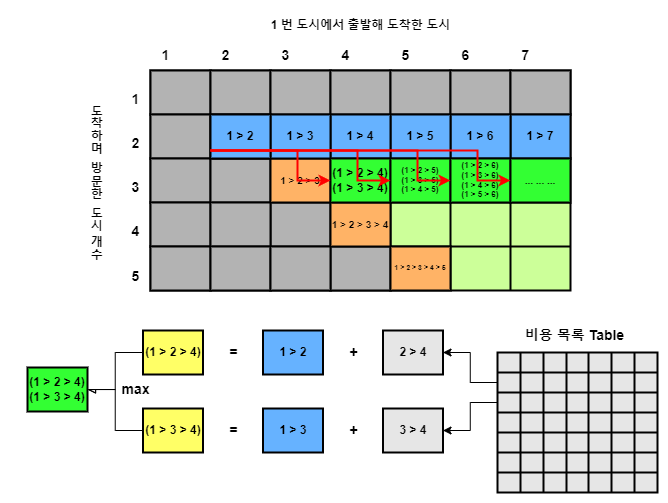 1 번 도시에서 출발해 도착한 도시
1 2 3 4 5 6 7
도착하며 방문한 도시 개수
1
2 1 > 2 1 > 3 1 > 4 1 > 5 1 > 6 1 > 7
3 1 > 2 > 3 (1 > 2 > 4) (1 > 2 > 5) (1 > 2 > 6) ... ... ...
(1 > 3 > 4) (1 > 3 > 5) (1 > 3 > 6)
(1 > 4 > 5) (1 > 4 > 6)
(1 > 5 > 6)
4 1 > 2 > 3 > 4
5 1 > 2 > 3 > 4 > 5
비용 목록 Table
(1 > 2 > 4) = 1 > 2 + 2 > 4
(1 > 2 > 4)
(1 > 3 > 4)
max
(1 > 3 > 4) = 1 > 3 + 3 > 4